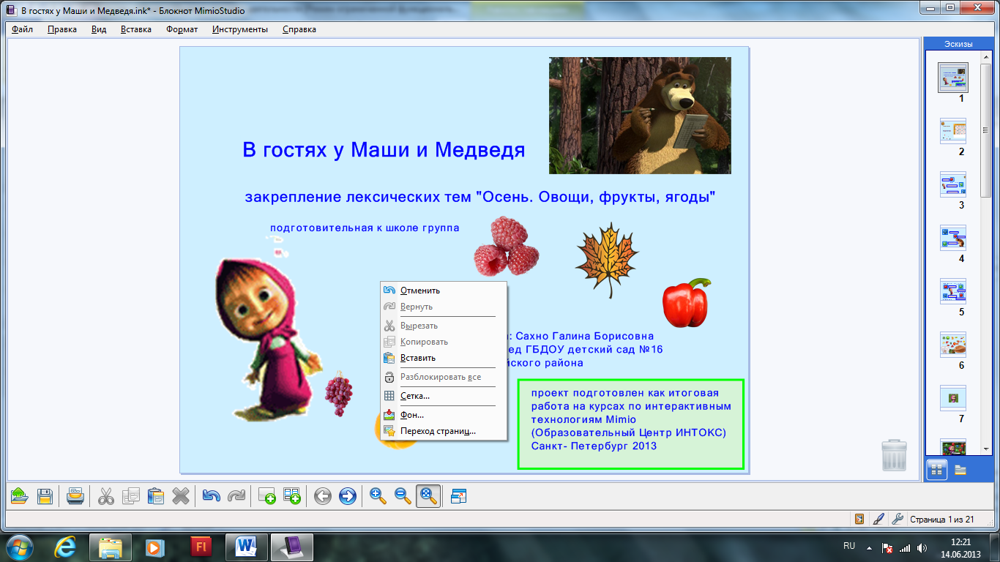 В гостях у Маши и Медведя.ink* - Блокнот MimioStudio
Файл Правка Вид Вставка Формат Инструменты Справка
Эскизы
В гостях у Маши и Медведя
закрепление лексических тем "Осень. Овощи, фрукты, ягоды"
подготовительная к школе группа
Отменить
Вернуть
Вырезать
Копировать
Вставить
Разблокировать все
Сетка...
Фон...
Переход страниц...
а: Сахно Галина Борисовна
ед ГБДОУ детский сад №16
йского района
проект подготовлен как итоговая
работа на курсах по интерактивным
технологиям Mimio
(Образовательный Центр ИНТОКС)
Санкт- Петербург 2013
1
2
3
4
5
6
7
Страница 1 из 21
Fl
W
RU
12:21
14.06.2013